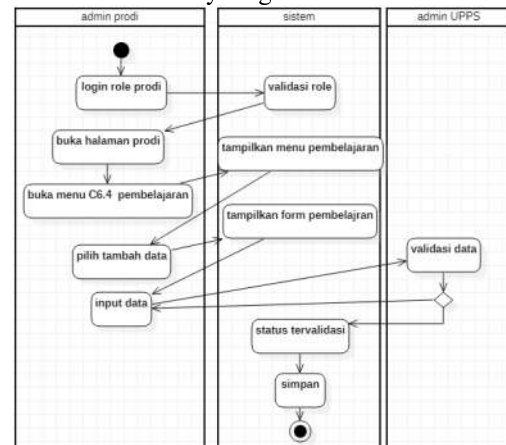 admin prodi
sistem
admin UPPS
login role prodi
validasi role
buka halaman prodi
tampilkan menu pembelajaran
buka menu C6.4 pembelajaran
tampilkan form pembelajran
pilih tambah data
validasi data
input data
status tervalidasi
simpan